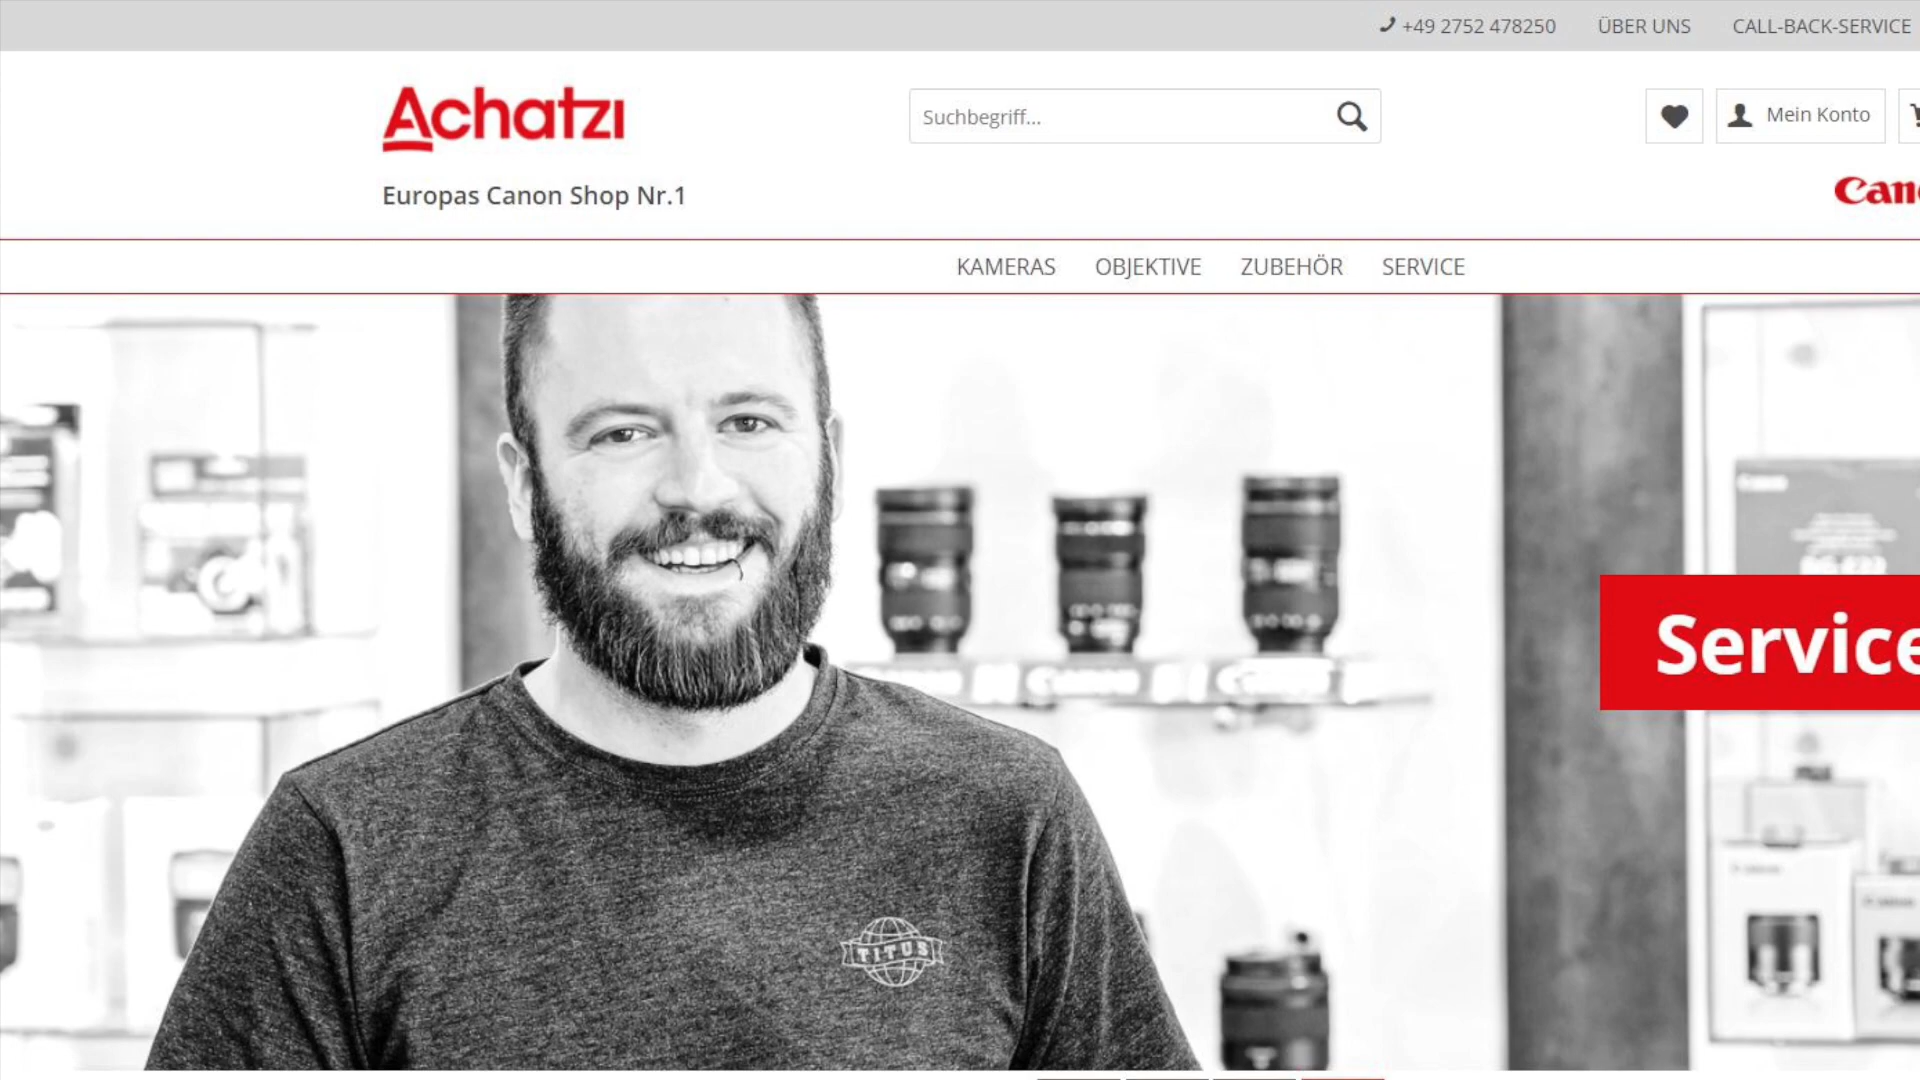 +49 2752 478250 ÜBER UNS CALL-BACK-SERVICE
Achatzi
Suchbegriff...
Mein Konto
Europas Canon Shop Nr.1
KAMERAS OBJEKTIVE ZUBEHÖR SERVICE
Service
TITUS